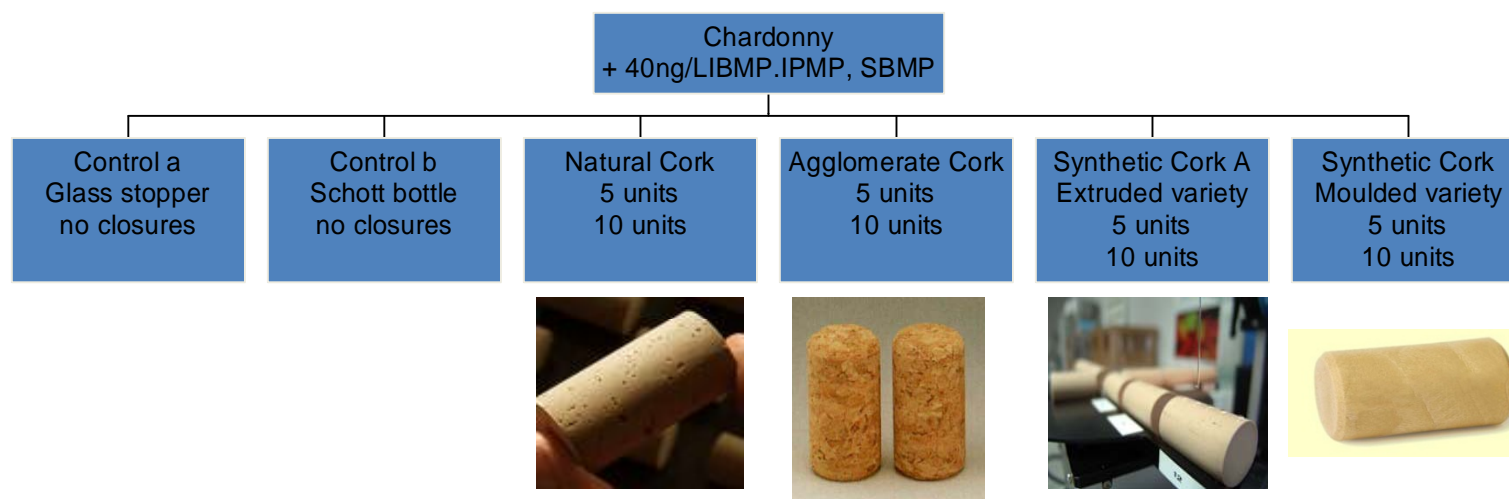 Chardonny
+ 40ng/LIBMP.IPMP, SBMP
Control a
Glass stopper
no closures
Control b
Schott bottle
no closures
Natural Cork
5 units
10 units
Agglomerate Cork
5 units
10 units
Synthetic Cork A
Extruded variety
5 units
10 units
Synthetic Cork
Moulded variety
5 units
10 units
12